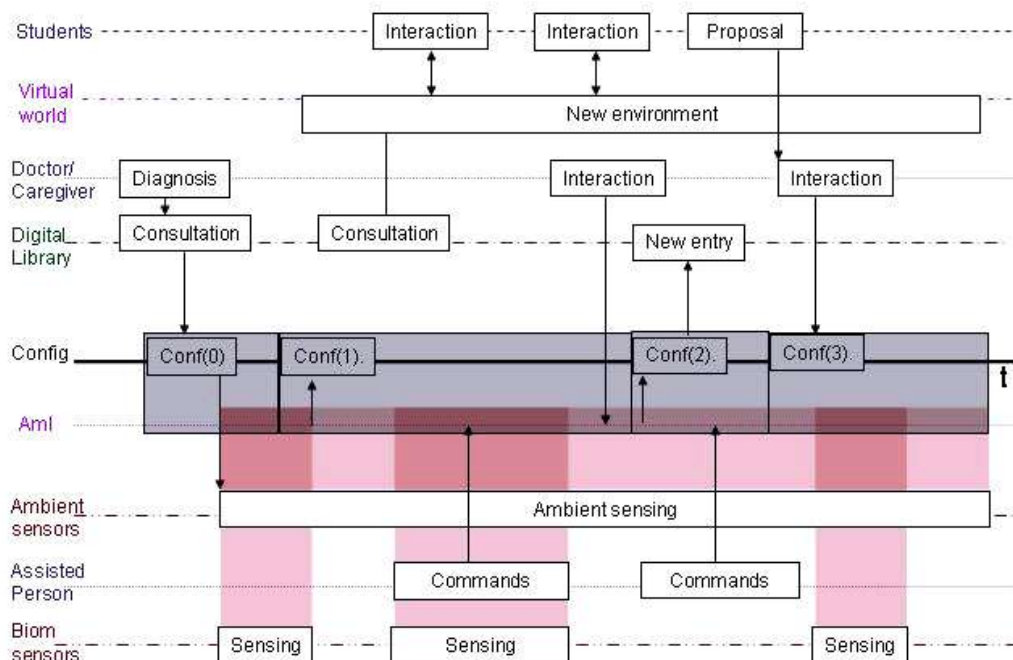 Students
Interaction
Interaction
Proposal
Virtual
world
New environment
Doctor/
Caregiver
Diagnosis
Interaction
Interaction
Digital
Library
Consultation
Consultation
New entry
Config
Conf(0)
Conf(1).
Conf(2).
Conf(3).
t
AmI
Ambient
sensors
Ambient sensing
Assisted
Person
Commands
Commands
Biom
sensors
Sensing
Sensing
Sensing